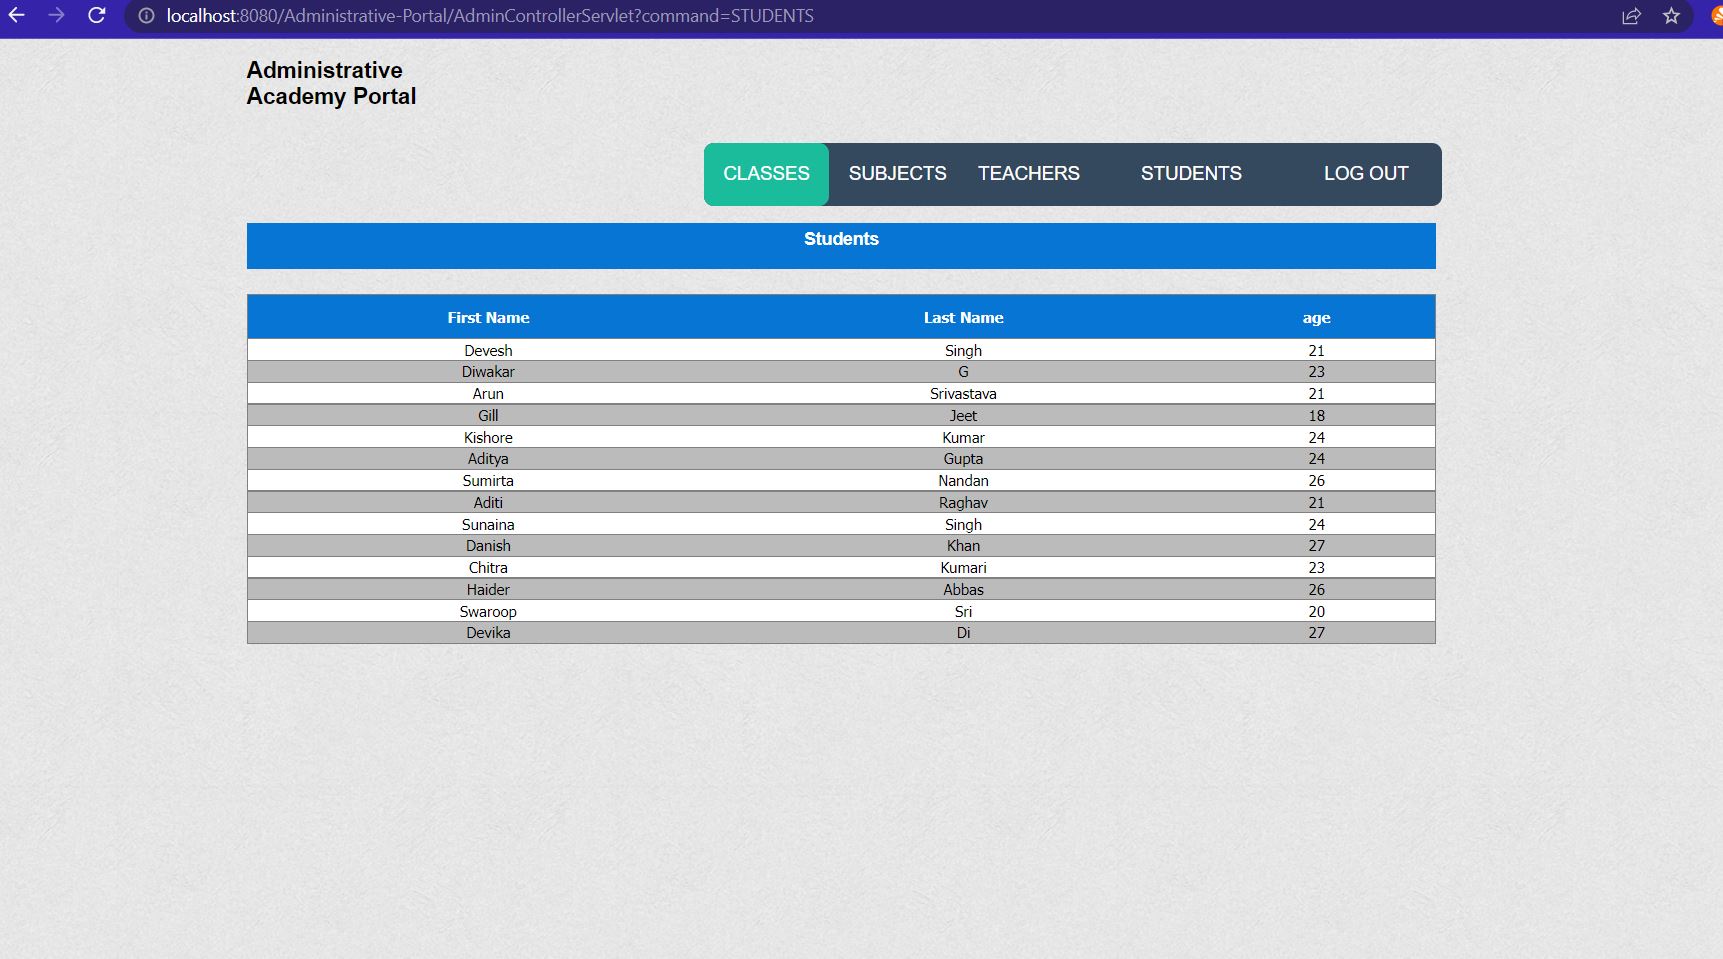 localhost:8080/Administrative-Portal/AdminControllerServlet?command=STUDENTS
Administrative
Academy Portal
CLASSES SUBJECTS TEACHERS STUDENTS LOG OUT
Students
First Name Last Name age
Devesh Singh 21
Diwakar G 23
Arun Srivastava 21
Gill Jeet 18
Kishore Kumar 24
Aditya Gupta 24
Sumirta Nandan 26
Aditi Raghav 21
Sunaina Singh 24
Danish Khan 27
Chitra Kumari 23
Haider Abbas 26
Swaroop Sri 20
Devika Di 27